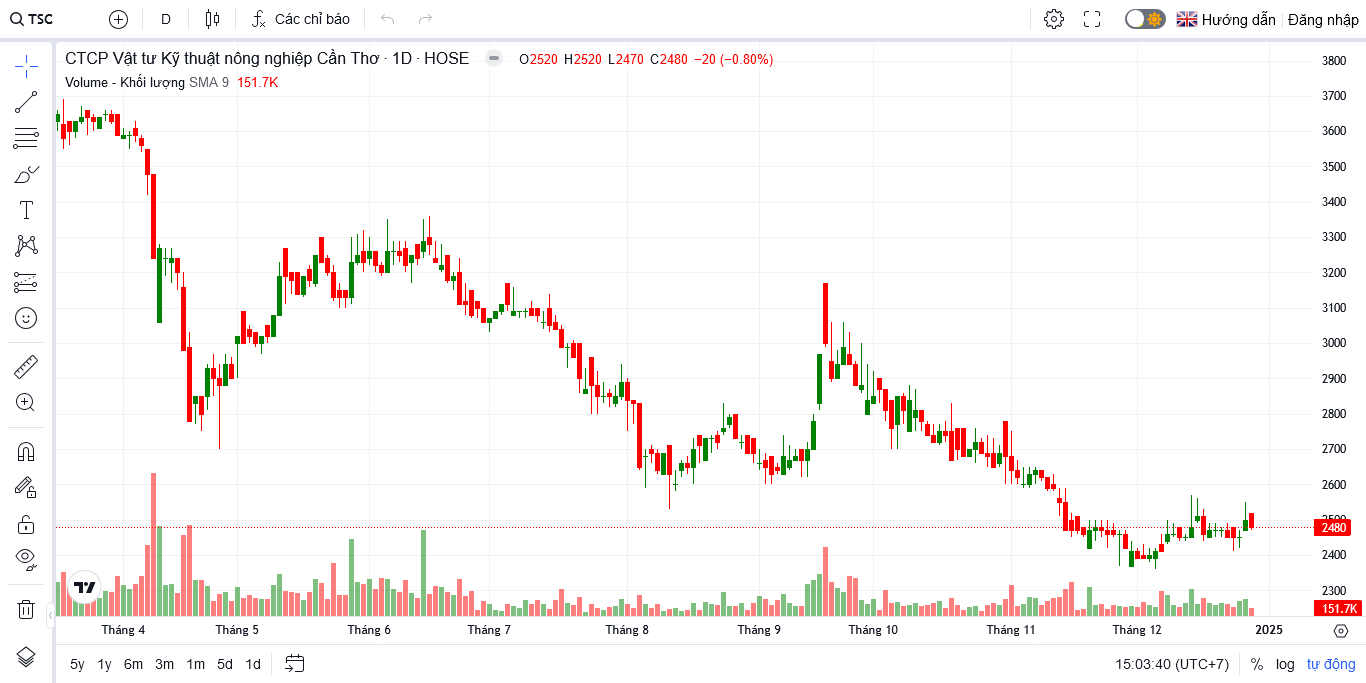 TSC D Các chỉ báo Hướng dẫn Đăng nhập
CTCP Vật tư Kỹ thuật nông nghiệp Cần Thơ · 1D · HOSE O2520 H2520 L2470 C2480 −20 (−0.80%)
Volume - Khối lượng SMA 9 151.7K
3800
3700
3600
3500
3400
3300
3200
3100
3000
2900
2800
2700
2600
2500
2480
2400
2300
151.7K
Tháng 4 Tháng 5 Tháng 6 Tháng 7 Tháng 8 Tháng 9 Tháng 10 Tháng 11 Tháng 12 2025
5y 1y 6m 3m 1m 5d 1d 15:03:40 (UTC+7) % log tự động